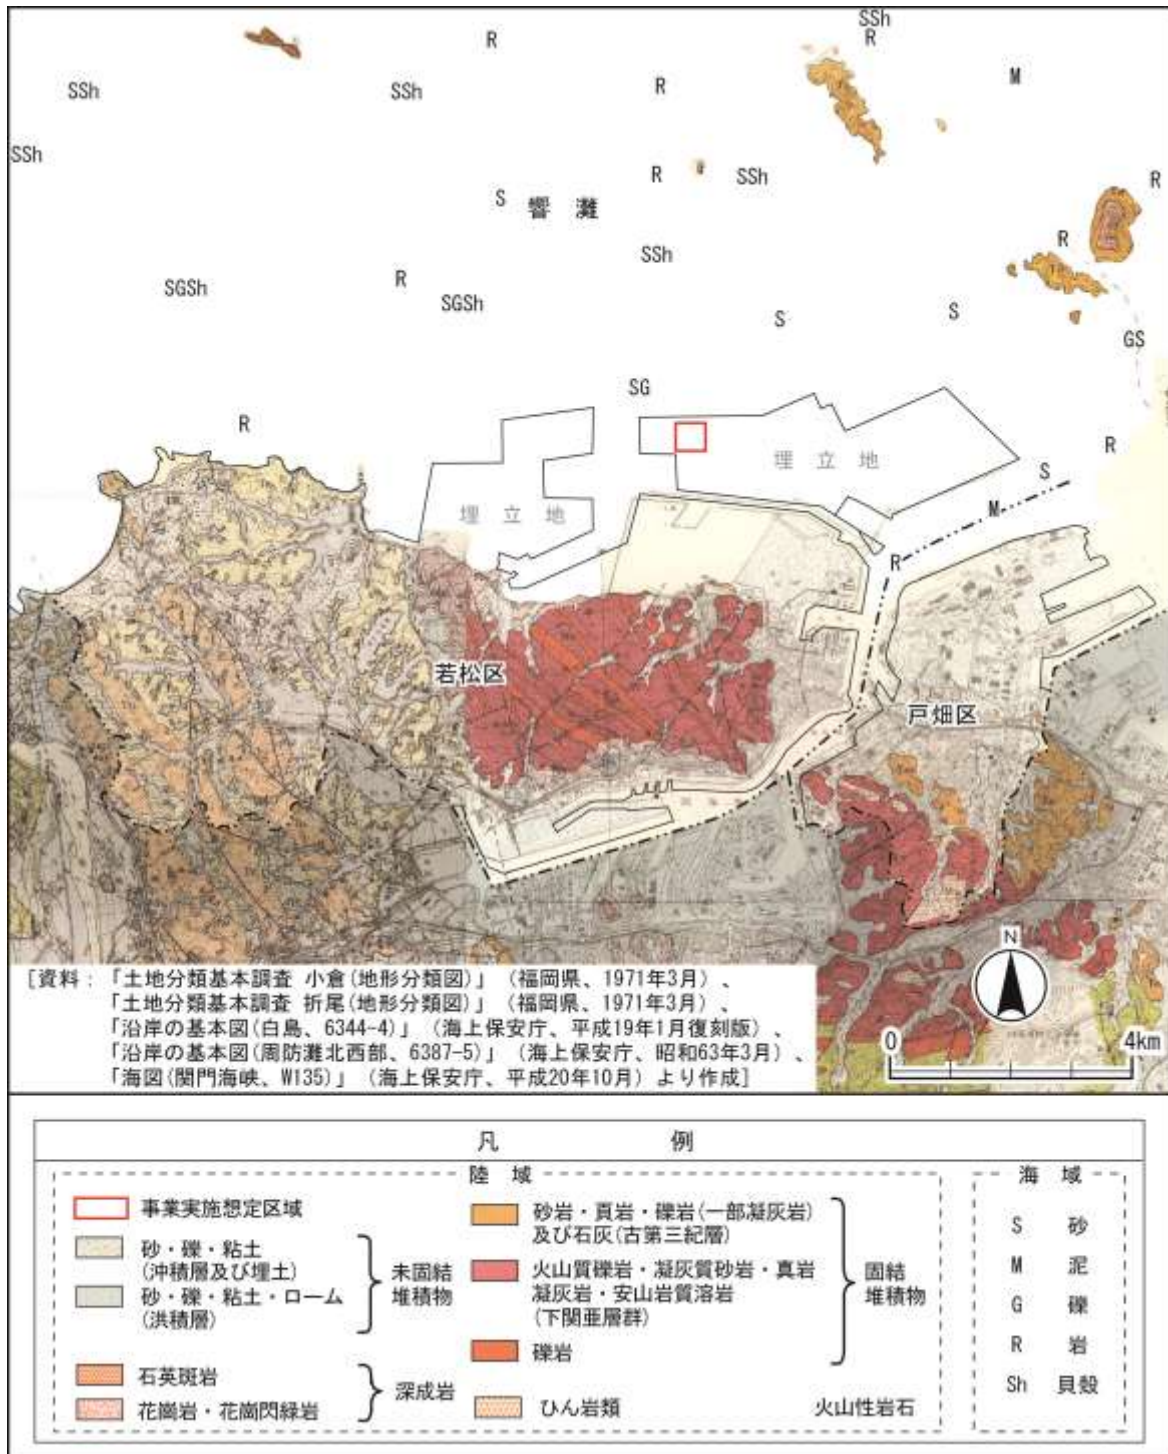 SSh
R
R
SSh
SSh
R
M
SSh
R
SSh
R
S
響 灘
R
SSh
SGSh
R
SGSh
S
S
GS
SG
R
R
埋 立 地
S
埋 立 地
M
R
若松区
戸畑区
N
0
4km
[資料：「土地分類基本調査 小倉(地形分類図)」(福岡県、1971年3月)、
「土地分類基本調査 折尾(地形分類図)」(福岡県、1971年3月)、
「沿岸の基本図(白島、6344-4)」(海上保安庁、平成19年1月復刻版)、
「沿岸の基本図(周防灘北西部、6387-5)」(海上保安庁、昭和63年3月)、
「海図(関門海峡、W135)」(海上保安庁、平成20年10月)より作成]
凡 例
陸 域
事業実施想定区域
砂・礫・粘土
(沖積層及び埋土)
砂・礫・粘土・ローム
(洪積層)
未固結
堆積物
石英斑岩
花崗岩・花崗閃緑岩
深成岩
砂岩・頁岩・礫岩(一部凝灰岩)
及び石灰(古第三紀層)
火山質礫岩・凝灰質砂岩・頁岩
凝灰岩・安山岩質溶岩
(下関亜層群)
礫岩
固結
堆積物
ひん岩類
火山性岩石
海 域
S 砂
M 泥
G 礫
R 岩
Sh 貝殻